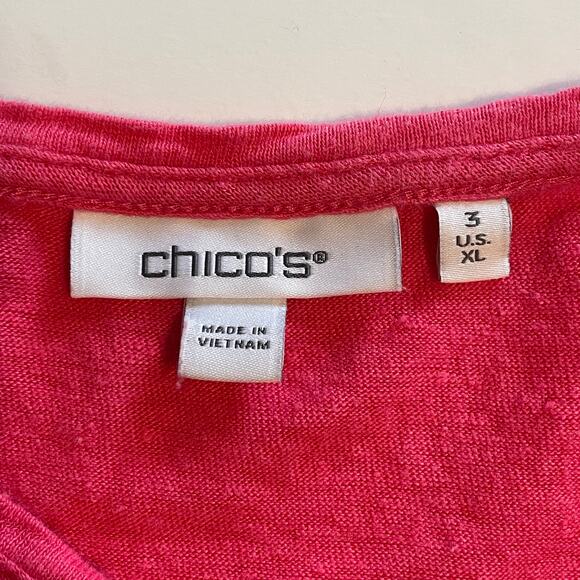 chico's®
3
U.S.
XL
MADE IN
VIETNAM